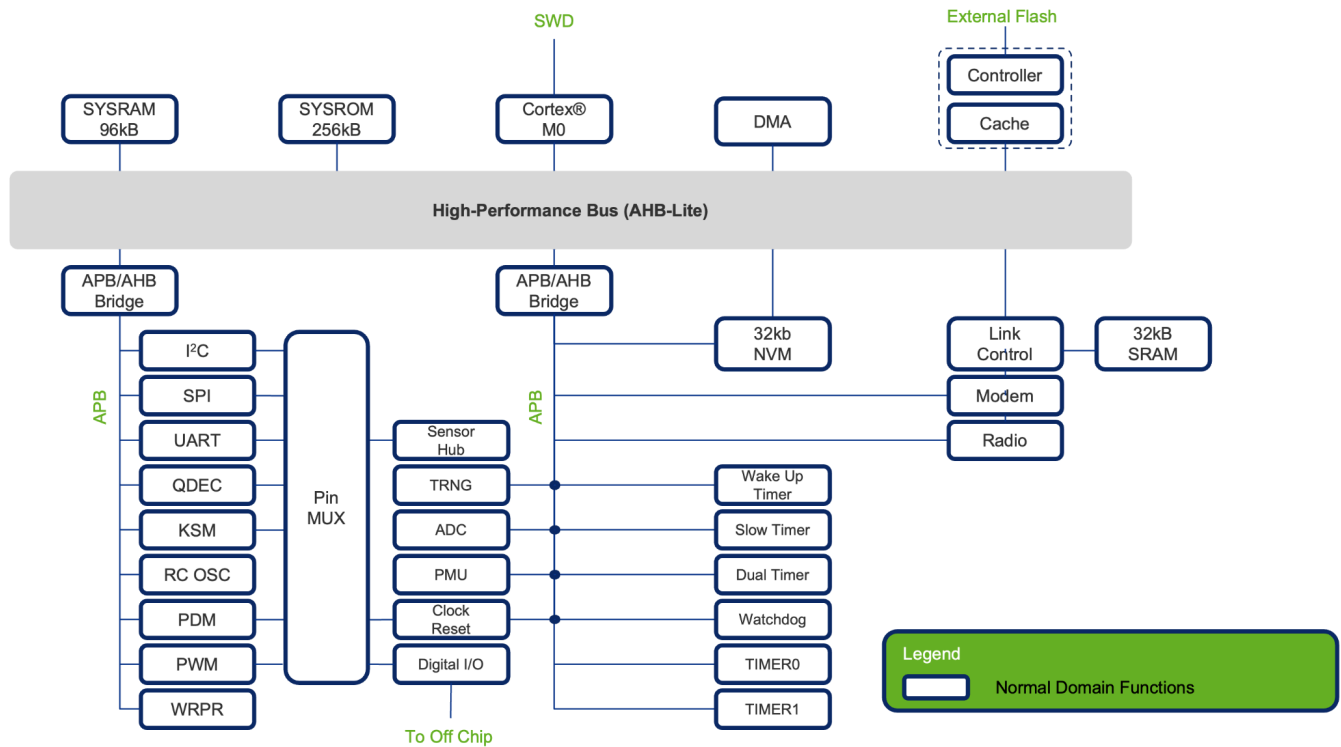 SWD
External Flash
SYSRAM
96kB
SYSROM
256kB
Cortex®
M0
DMA
Controller
Cache
High-Performance Bus (AHB-Lite)
APB/AHB
Bridge
APB/AHB
Bridge
I²C
SPI
UART
QDEC
KSM
RC OSC
PDM
PWM
WRPR
APB
Pin
MUX
Sensor
Hub
TRNG
ADC
PMU
Clock
Reset
Digital I/O
To Off Chip
APB
32kb
NVM
Link
Control
32kB
SRAM
Modem
Radio
Wake Up
Timer
Slow Timer
Dual Timer
Watchdog
TIMER0
TIMER1
Legend
Normal Domain Functions